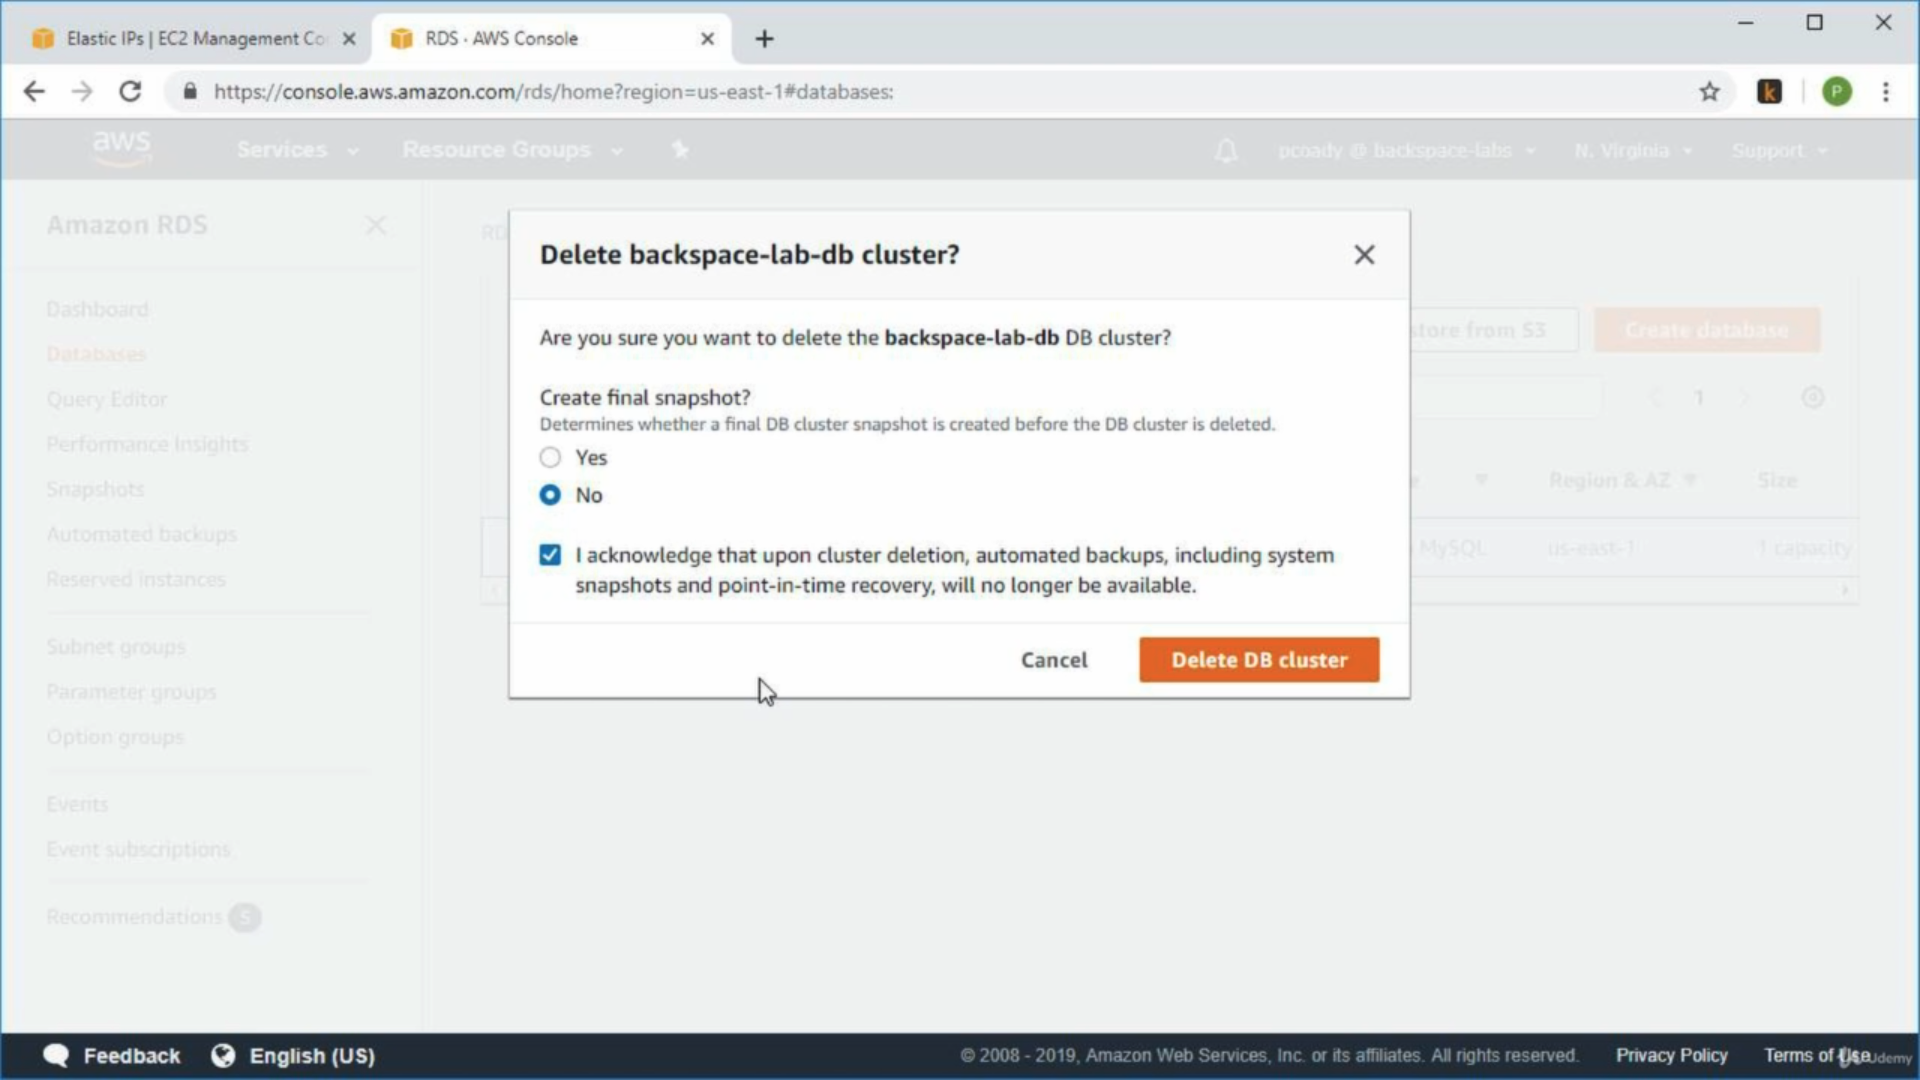 Elastic IPs | EC2 Management Co
RDS · AWS Console
https://console.aws.amazon.com/rds/home?region=us-east-1#databases:
k
P
aws
Services
Resource Groups
pcoady @ backspace-labs
N. Virginia
Support
Amazon RDS
RD
Delete backspace-lab-db cluster?
Are you sure you want to delete the backspace-lab-db DB cluster?
Create final snapshot?
Determines whether a final DB cluster snapshot is created before the DB cluster is deleted.
Yes
No
I acknowledge that upon cluster deletion, automated backups, including system
snapshots and point-in-time recovery, will no longer be available.
Cancel
Delete DB cluster
store from S3
Create database
1
Region & AZ
Size
MySQL
us-east-1
1 capacity
Dashboard
Databases
Query Editor
Performance Insights
Snapshots
Automated backups
Reserved instances
Subnet groups
Parameter groups
Option groups
Events
Event subscriptions
Recommendations 5
Feedback
English (US)
© 2008 - 2019, Amazon Web Services, Inc. or its affiliates. All rights reserved.
Privacy Policy
Terms of Use
Udemy